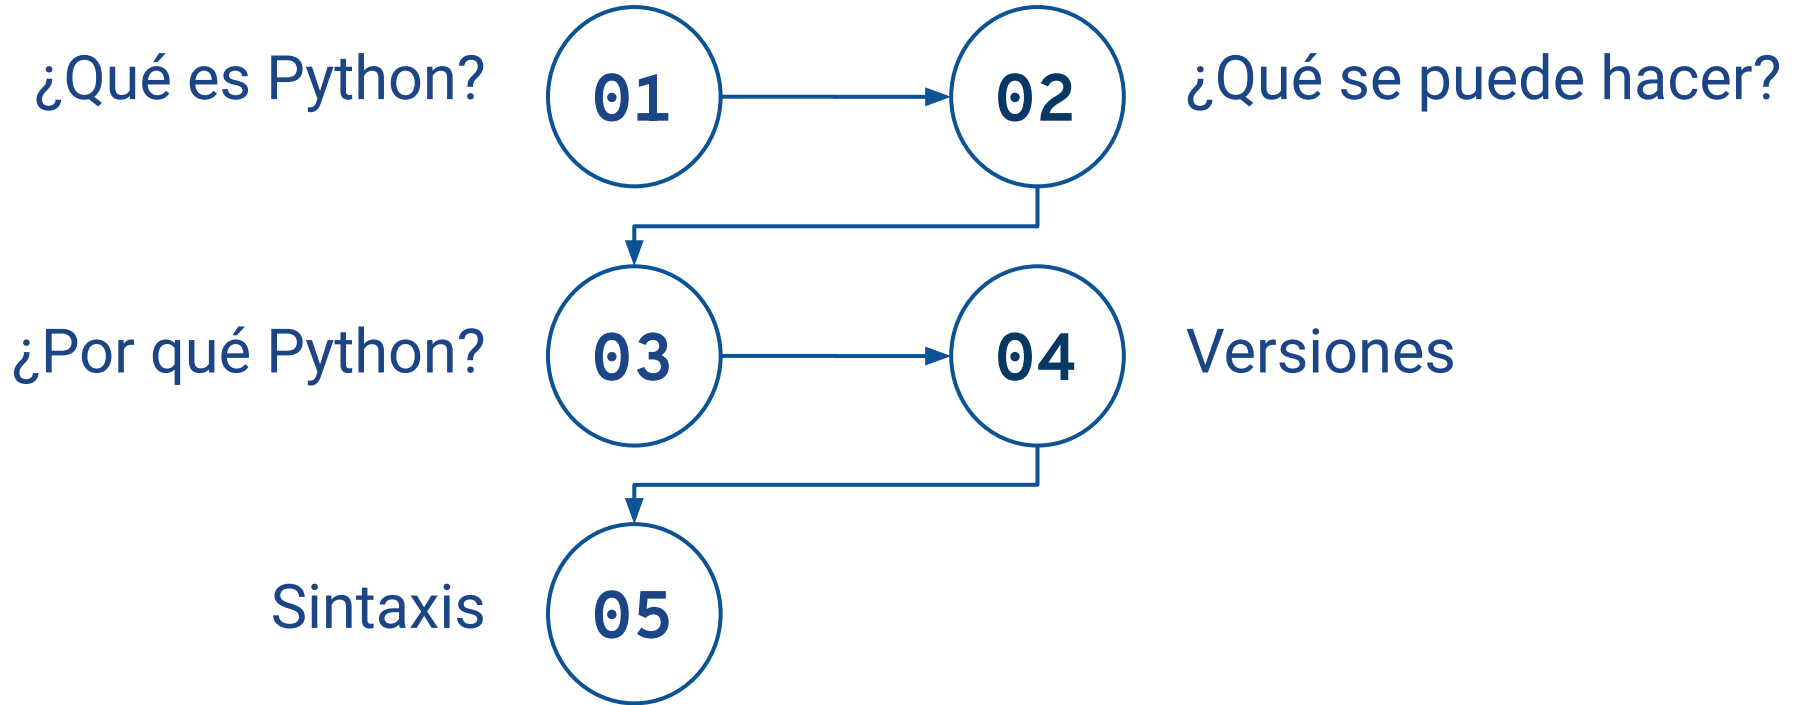 ¿Qué es Python?
01
02
¿Qué se puede hacer?
¿Por qué Python?
03
04
Versiones
Sintaxis
05